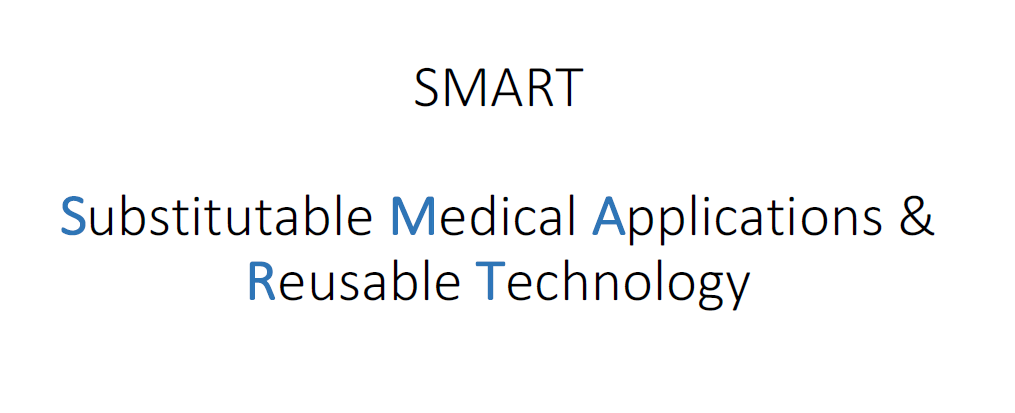 SMART
Substitutable Medical Applications &
Reusable Technology